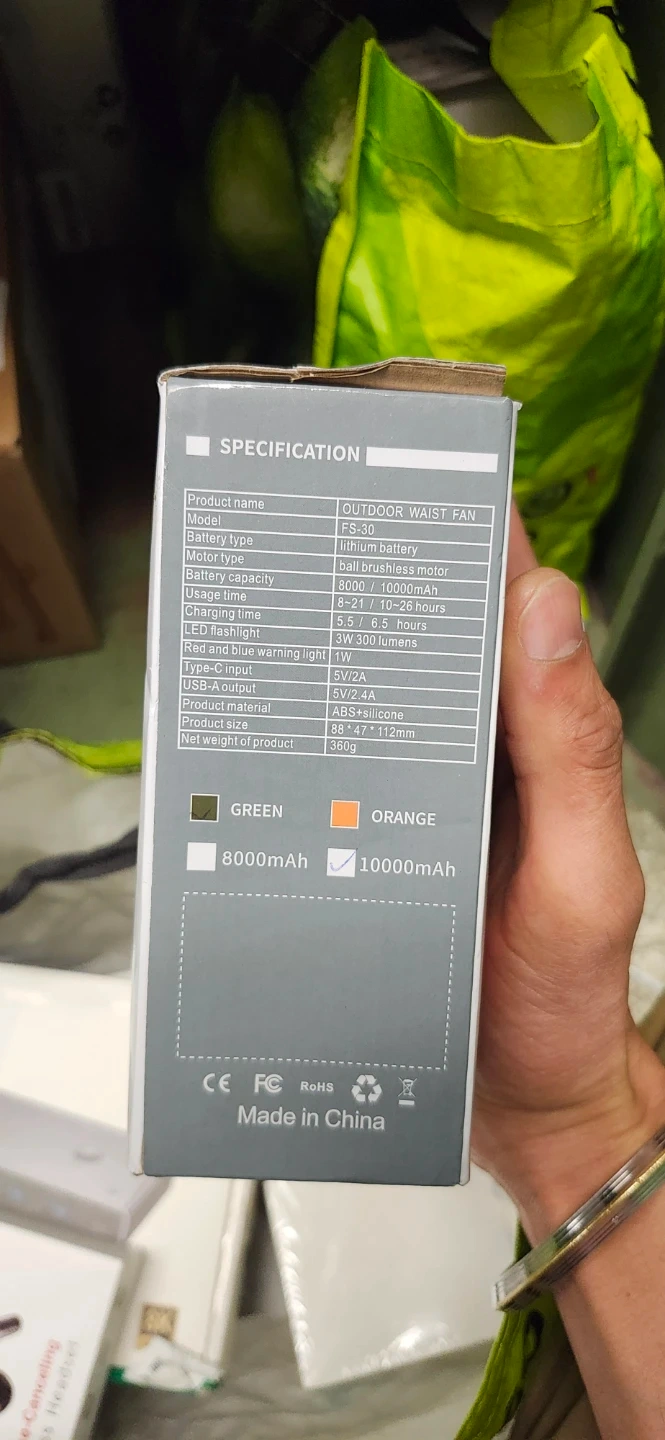 SPECIFICATION
Product name OUTDOOR WAIST FAN
Model FS-30
Battery type lithium battery
Motor type ball brushless motor
Battery capacity 8000 / 10000mAh
Usage time 8~21 / 10~26 hours
Charging time 5.5 / 6.5 hours
LED flashlight 3W 300 lumens
Red and blue warning light 1W
Type-C input 5V/2A
USB-A output 5V/2.4A
Product material ABS+silicone
Product size 88*47*112mm
Net weight of product 360g
GREEN ORANGE
8000mAh 10000mAh
CE FC RoHS
Made in China
e-Canceling
Headset